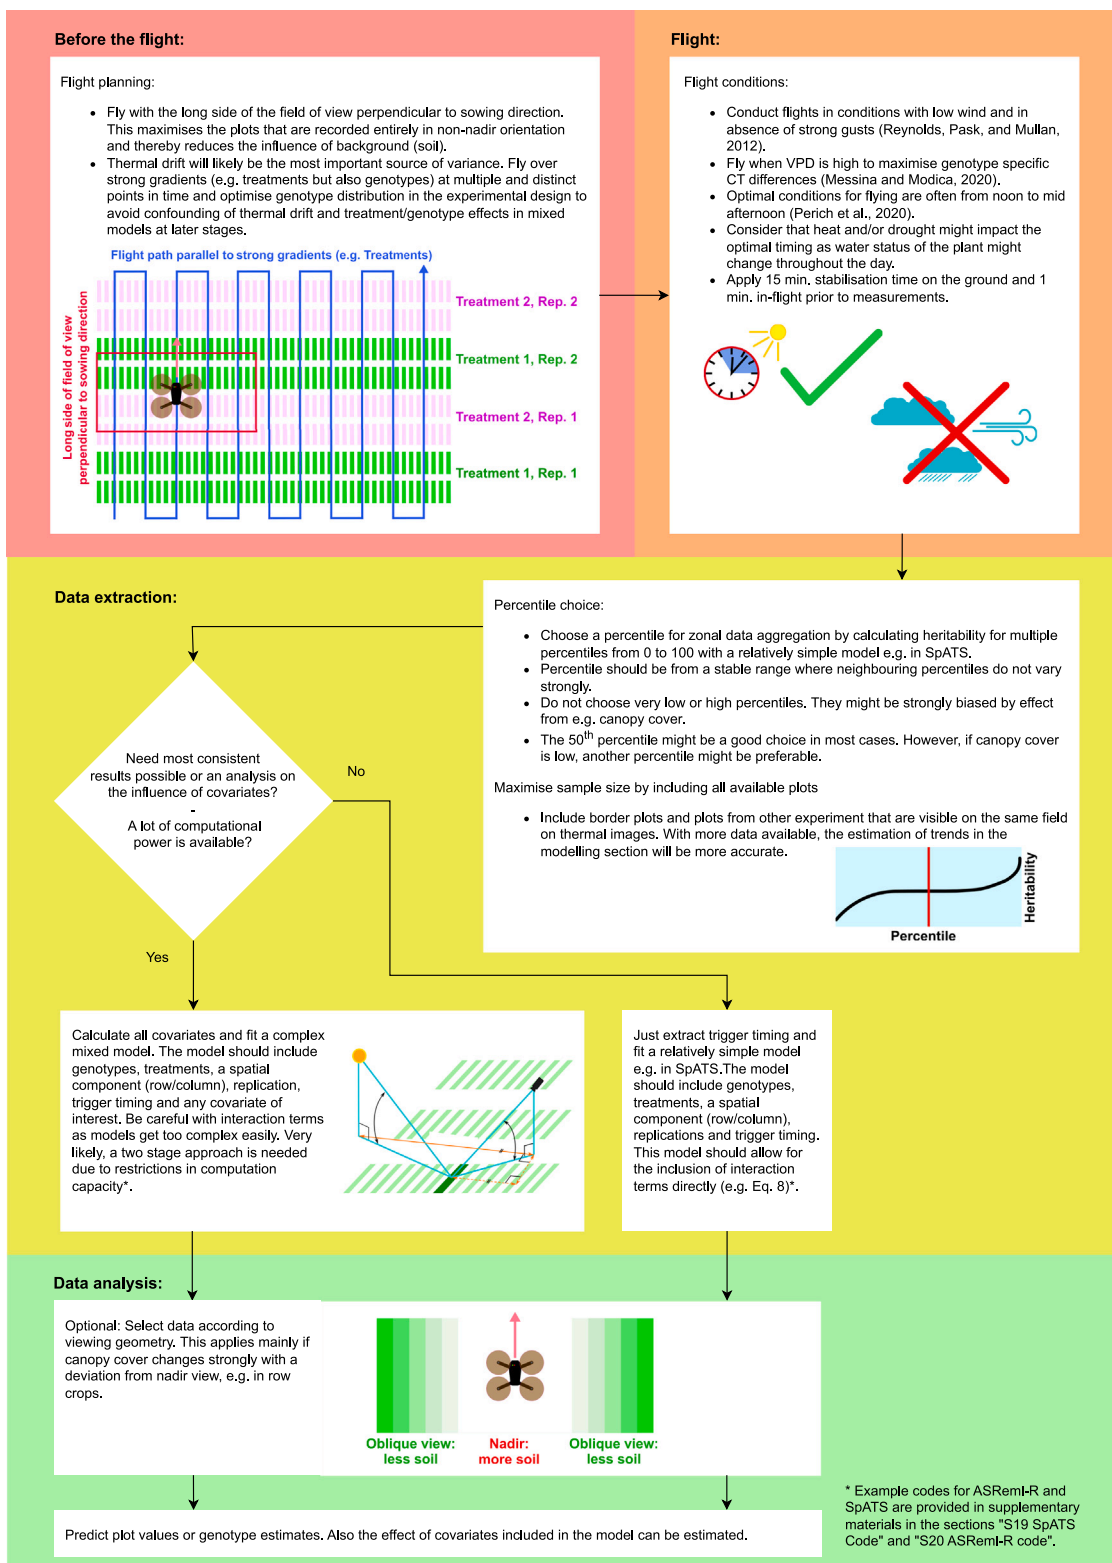 Before the flight:
Flight planning:
• Fly with the long side of the field of view perpendicular to sowing direction.
This maximises the plots that are recorded entirely in non-nadir orientation
and thereby reduces the influence of background (soil).
• Thermal drift will likely be the most important source of variance. Fly over
strong gradients (e.g. treatments but also genotypes) at multiple and distinct
points in time and optimise genotype distribution in the experimental design to
avoid confounding of thermal drift and treatment/genotype effects in mixed
models at later stages.
Flight path parallel to strong gradients (e.g. Treatments)
Long side of field of view
perpendicular to sowing direction
Treatment 2, Rep. 2
Treatment 1, Rep. 2
Treatment 2, Rep. 1
Treatment 1, Rep. 1
Flight:
Flight conditions:
• Conduct flights in conditions with low wind and in
absence of strong gusts (Reynolds, Pask, and Mullan,
2012).
• Fly when VPD is high to maximise genotype specific
CT differences (Messina and Modica, 2020).
• Optimal conditions for flying are often from noon to mid
afternoon (Perich et al., 2020).
• Consider that heat and/or drought might impact the
optimal timing as water status of the plant might
change throughout the day.
• Apply 15 min. stabilisation time on the ground and 1
min. in-flight prior to measurements.
Data extraction:
Percentile choice:
• Choose a percentile for zonal data aggregation by calculating heritability for multiple
percentiles from 0 to 100 with a relatively simple model e.g. in SpATS.
• Percentile should be from a stable range where neighbouring percentiles do not vary
strongly.
• Do not choose very low or high percentiles. They might be strongly biased by effect
from e.g. canopy cover.
• The 50th percentile might be a good choice in most cases. However, if canopy cover
is low, another percentile might be preferable.
Maximise sample size by including all available plots
• Include border plots and plots from other experiment that are visible on the same field
on thermal images. With more data available, the estimation of trends in the
modelling section will be more accurate.
Heritability
Percentile
Need most consistent
results possible or an analysis on
the influence of covariates?
-
A lot of computational
power is available?
No
Yes
Calculate all covariates and fit a complex
mixed model. The model should include
genotypes, treatments, a spatial
component (row/column), replication,
trigger timing and any covariate of
interest. Be careful with interaction terms
as models get too complex easily. Very
likely, a two stage approach is needed
due to restrictions in computation
capacity*.
Just extract trigger timing and
fit a relatively simple model
e.g. in SpATS.The model
should include genotypes,
treatments, a spatial
component (row/column),
replications and trigger timing.
This model should allow for
the inclusion of interaction
terms directly (e.g. Eq. 8)*.
Data analysis:
Optional: Select data according to
viewing geometry. This applies mainly if
canopy cover changes strongly with a
deviation from nadir view, e.g. in row
crops.
Oblique view:
less soil
Nadir:
more soil
Oblique view:
less soil
Predict plot values or genotype estimates. Also the effect of covariates included in the model can be estimated.
* Example codes for ASReml-R and
SpATS are provided in supplementary
materials in the sections "S19 SpATS
Code" and "S20 ASReml-R code".